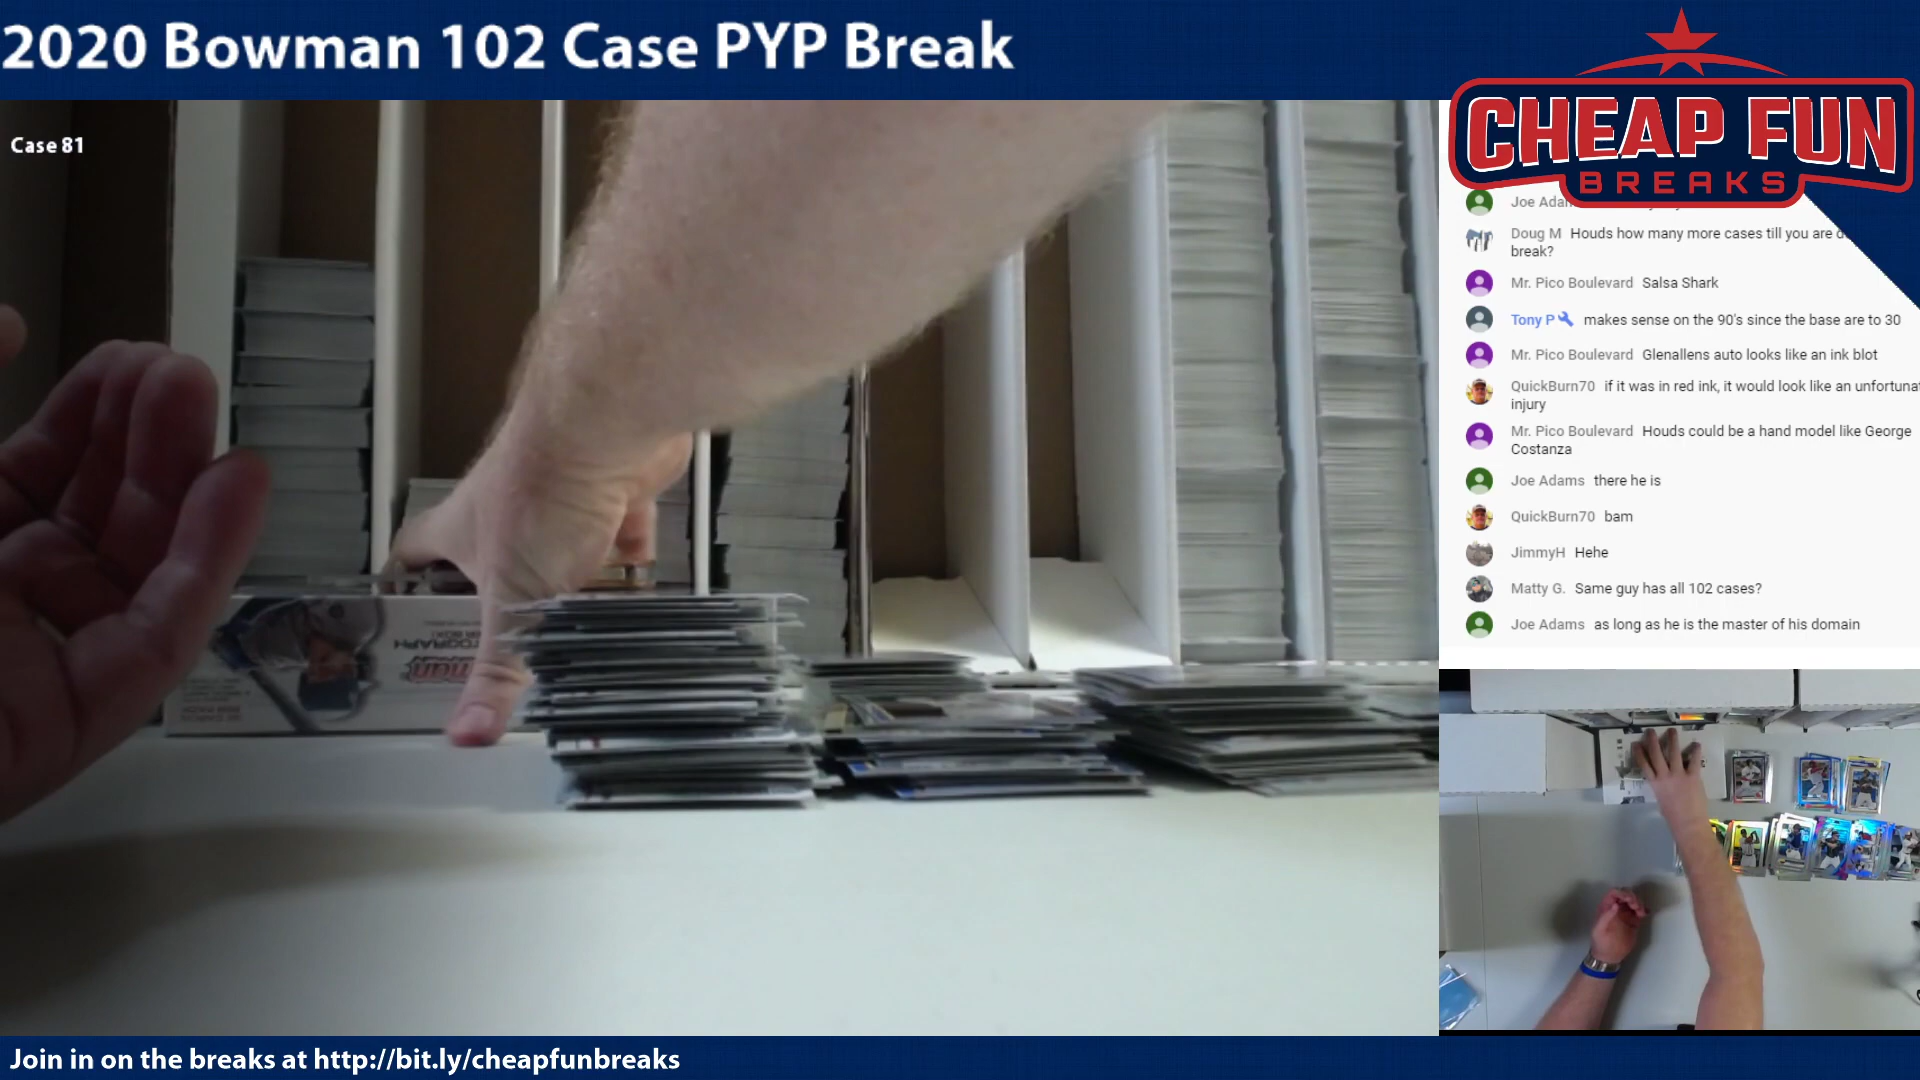 2020 Bowman 102 Case PYP Break
CHEAP FUN
BREAKS
Case 81
Joe Adam
Doug M Houds how many more cases till you are d
break?
Mr. Pico Boulevard Salsa Shark
Tony P makes sense on the 90's since the base are to 30
Mr. Pico Boulevard Glenallens auto looks like an ink blot
QuickBurn70 if it was in red ink, it would look like an unfortunat
injury
Mr. Pico Boulevard Houds could be a hand model like George
Costanza
Joe Adams there he is
QuickBurn70 bam
JimmyH Hehe
Matty G. Same guy has all 102 cases?
Joe Adams as long as he is the master of his domain
Join in on the breaks at http://bit.ly/cheapfunbreaks